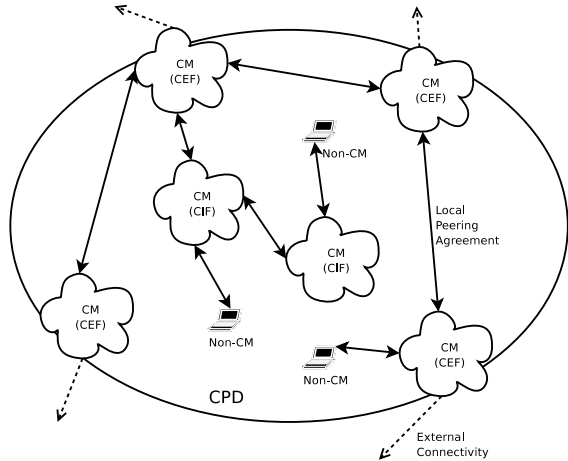 CM
(CEF)
CM
(CEF)
Non-CM
CM
(CIF)
Local
Peering
Agreement
CM
(CIF)
CM
(CEF)
Non-CM
CM
(CEF)
Non-CM
CPD
External
Connectivity